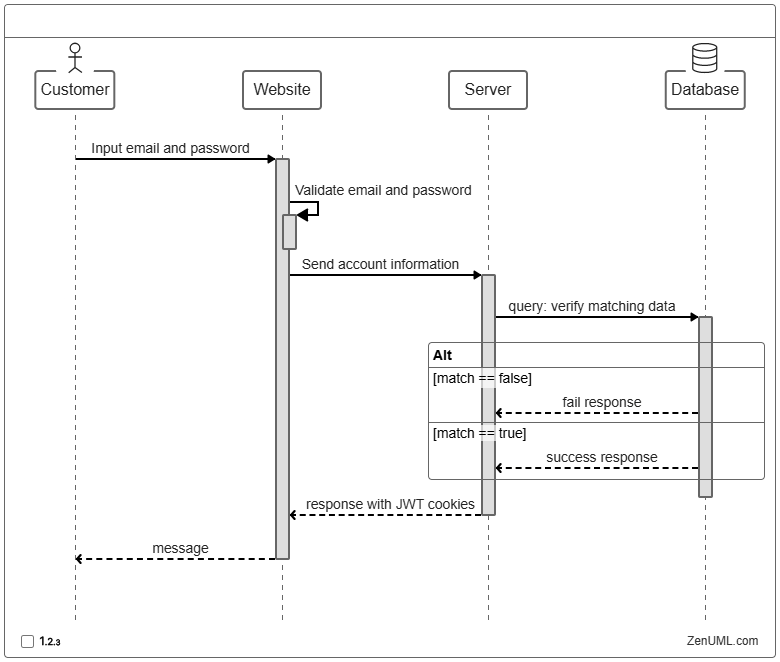 Customer
Website
Server
Database
Input email and password
Validate email and password
Send account information
query: verify matching data
Alt
[match == false]
fail response
[match == true]
success response
response with JWT cookies
message
1.2.3
ZenUML.com